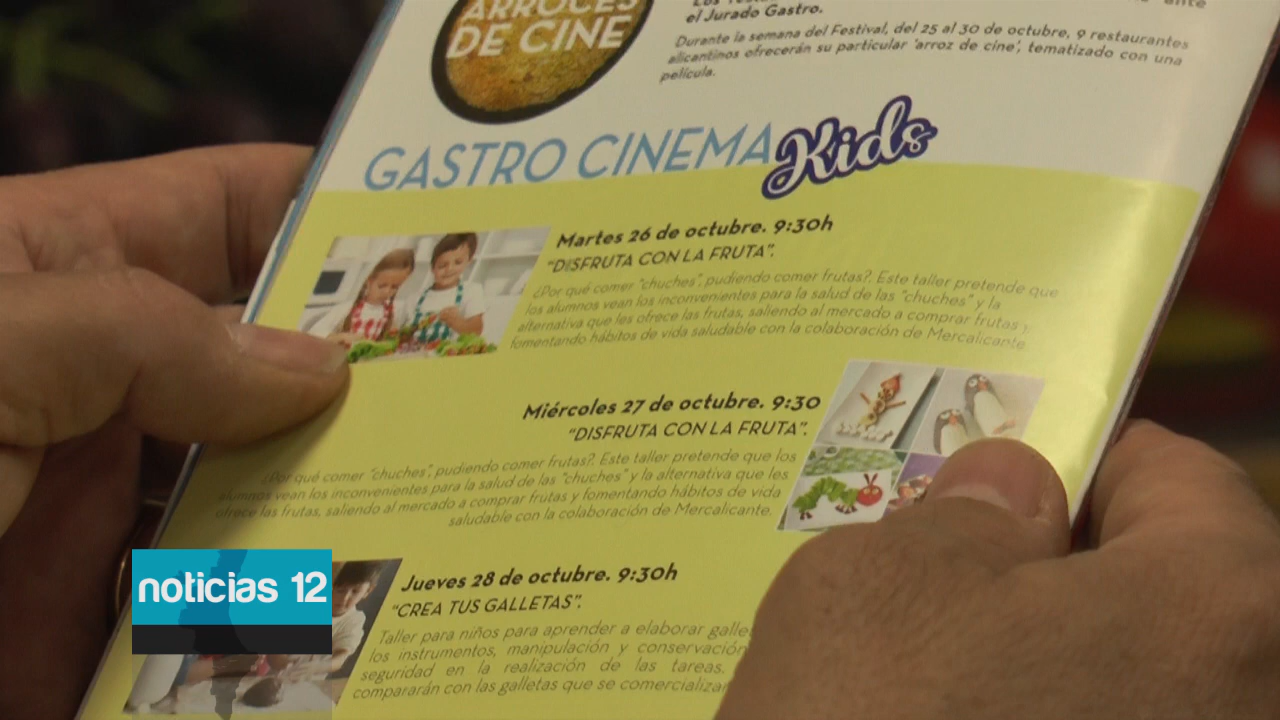 ARROCES
DE CINE
el Jurado Gastro.
Durante la semana del Festival, del 25 al 30 de octubre, 9 restaurantes
alicantinos ofrecerán su particular 'arroz de cine', tematizado con una
película.
GASTRO CINEMA Kids
Martes 26 de octubre. 9:30h
"DISFRUTA CON LA FRUTA".
¿Por qué comer "chuches", pudiendo comer frutas?. Este taller pretende que
los alumnos vean los inconvenientes para la salud de las "chuches" y la
alternativa que les ofrece las frutas, saliendo al mercado a comprar frutas y
fomentando hábitos de vida saludable con la colaboración de Mercalicante
Miércoles 27 de octubre. 9:30
"DISFRUTA CON LA FRUTA".
¿Por qué comer "chuches", pudiendo comer frutas?. Este taller pretende que los
alumnos vean los inconvenientes para la salud de las "chuches" y la alternativa que les
ofrece las frutas, saliendo al mercado a comprar frutas y fomentando hábitos de vida
saludable con la colaboración de Mercalicante.
Jueves 28 de octubre. 9:30h
"CREA TUS GALLETAS".
Taller para niños para aprender a elaborar galle
los instrumentos, manipulación y conservación
seguridad en la realización de las tareas.
compararán con las galletas que se comercializa
noticias 12